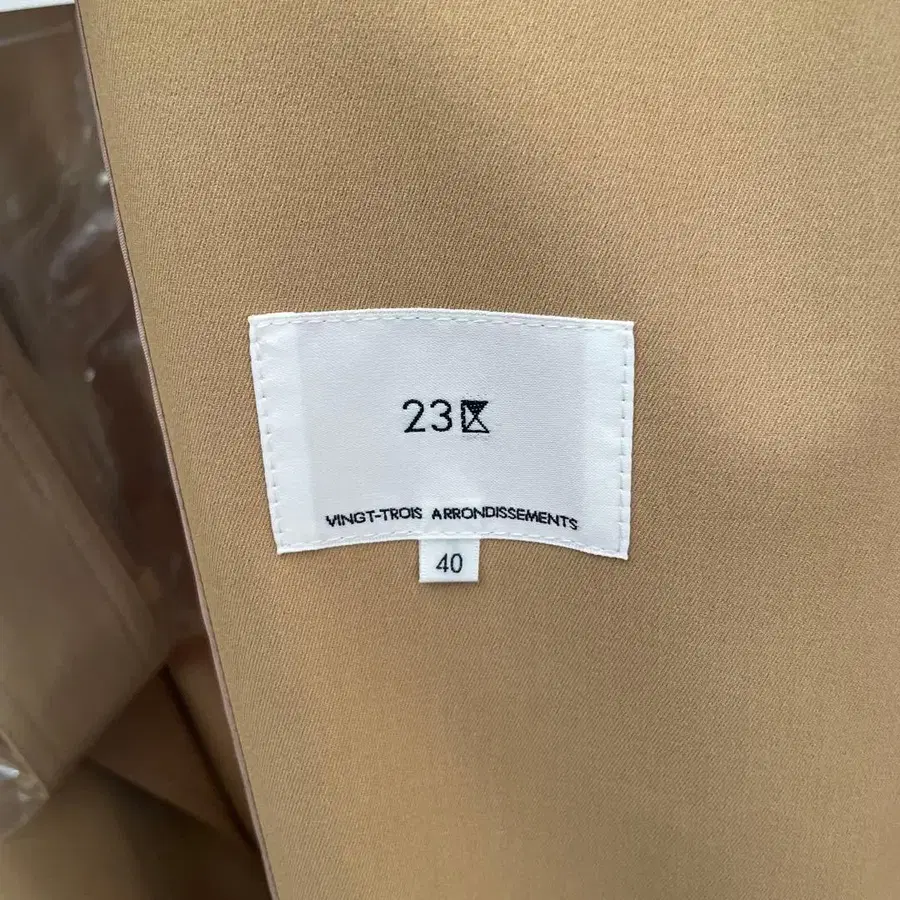 23区
VINGT-TROIS ARRONDISSEMENTS
40